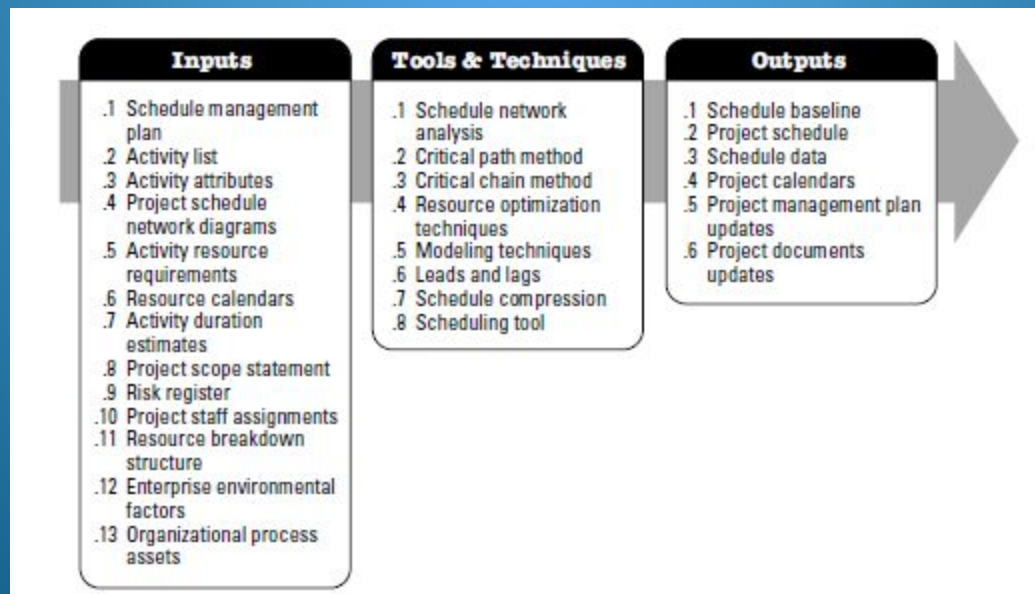 Inputs
.1 Schedule management
plan
.2 Activity list
.3 Activity attributes
.4 Project schedule
network diagrams
.5 Activity resource
requirements
.6 Resource calendars
.7 Activity duration
estimates
.8 Project scope statement
.9 Risk register
.10 Project staff assignments
.11 Resource breakdown
structure
.12 Enterprise environmental
factors
.13 Organizational process
assets
Tools & Techniques
.1 Schedule network
analysis
.2 Critical path method
.3 Critical chain method
.4 Resource optimization
techniques
.5 Modeling techniques
.6 Leads and lags
.7 Schedule compression
.8 Scheduling tool
Outputs
.1 Schedule baseline
.2 Project schedule
.3 Schedule data
.4 Project calendars
.5 Project management plan
updates
.6 Project documents
updates